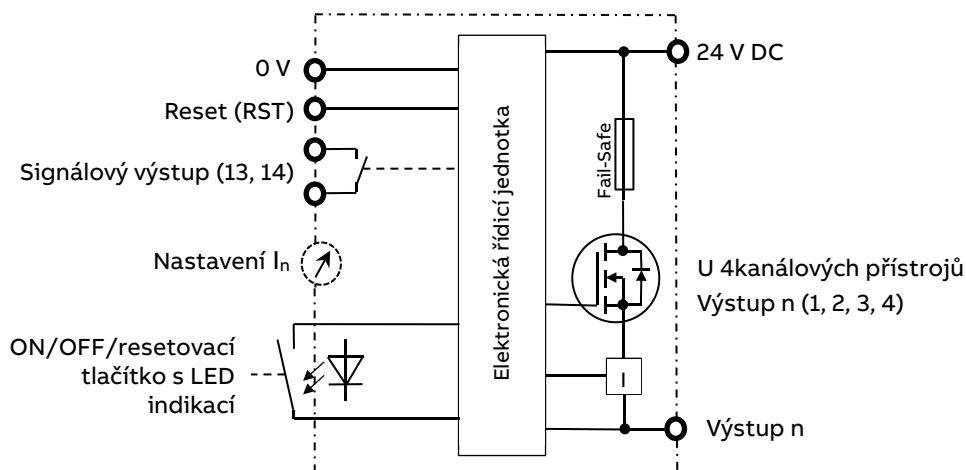 0 V
24 V DC
Reset (RST)
Signálový výstup (13, 14)
Elektronická řídicí jednotka
Fail-Safe
Nastavení Iₙ
U 4kanálových přístrojů
Výstup n (1, 2, 3, 4)
ON/OFF/resetovací
tlačítko s LED
indikací
I
Výstup n